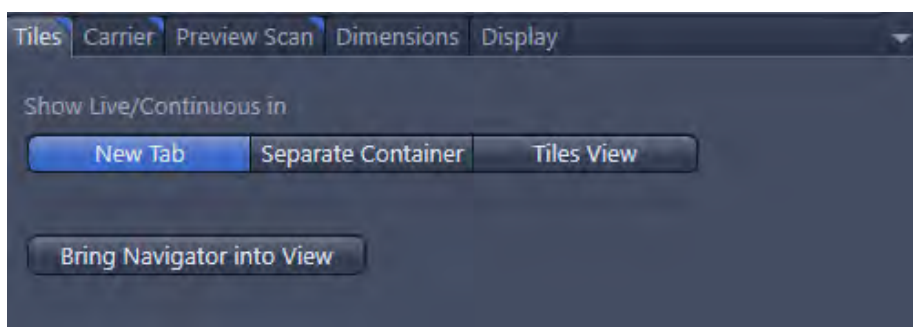 Tiles Carrier Preview Scan Dimensions Display
Show Live/Continuous in
New Tab Separate Container Tiles View
Bring Navigator into View